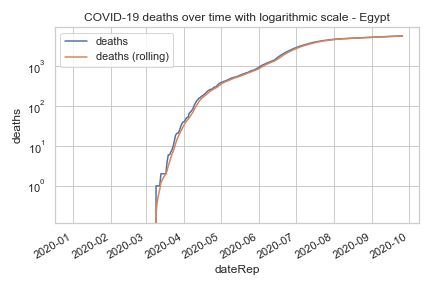 COVID-19 deaths over time with logarithmic scale - Egypt
deaths
deaths (rolling)
10³
10²
10¹
10⁰
deaths
2020-01
2020-02
2020-03
2020-04
2020-05
2020-06
2020-07
2020-08
2020-09
2020-10
dateRep